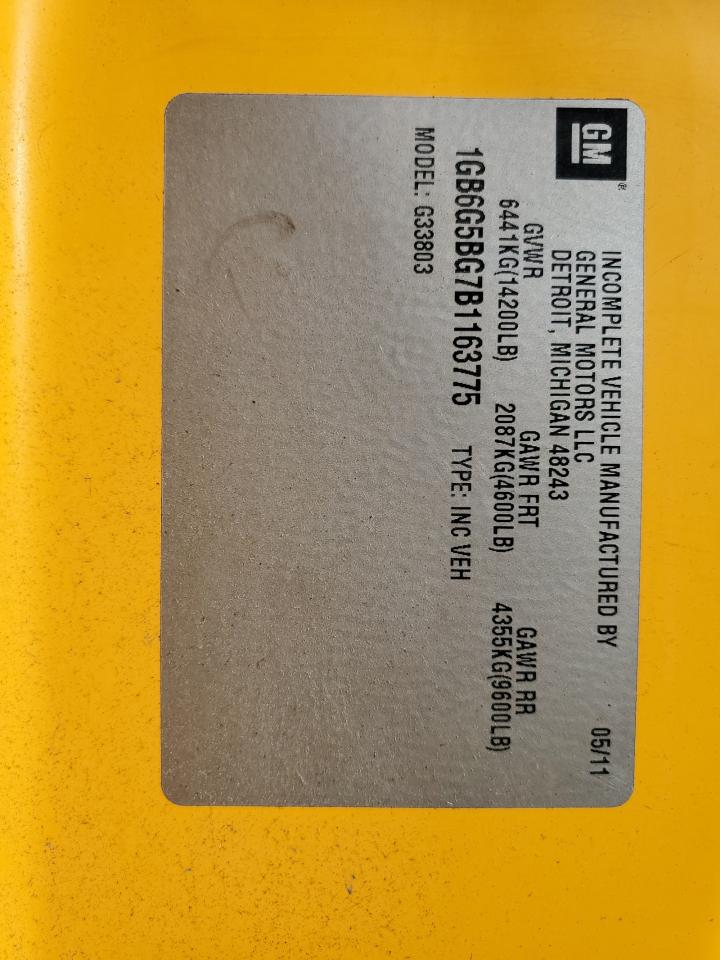 GM®
INCOMPLETE VEHICLE MANUFACTURED BY 05/11
GENERAL MOTORS LLC
DETROIT, MICHIGAN 48243
GVWR GAWR FRT GAWR RR
6441KG(14200LB) 2087KG(4600LB) 4355KG(9600LB)
1GB6G5BG7B1163775 TYPE: INC VEH
MODEL: G33803